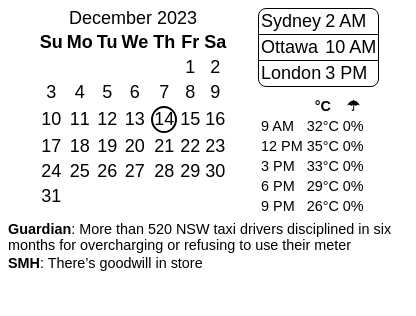 December 2023
Su Mo Tu We Th Fr Sa
1 2
3 4 5 6 7 8 9
10 11 12 13 14 15 16
17 18 19 20 21 22 23
24 25 26 27 28 29 30
31
Sydney 2 AM
Ottawa 10 AM
London 3 PM
°C ☂
9 AM 32°C 0%
12 PM 35°C 0%
3 PM 33°C 0%
6 PM 29°C 0%
9 PM 26°C 0%
Guardian: More than 520 NSW taxi drivers disciplined in six
months for overcharging or refusing to use their meter
SMH: There’s goodwill in store